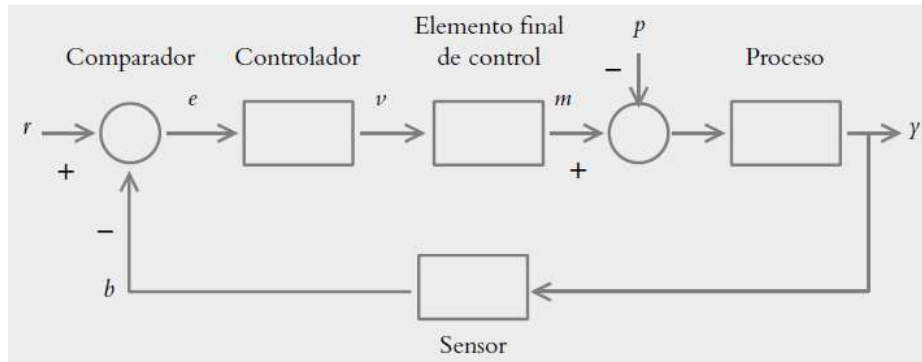 Elemento final
de control
p
Comparador
Controlador
Proceso
−
e
v
m
r
y
+
+
−
b
Sensor